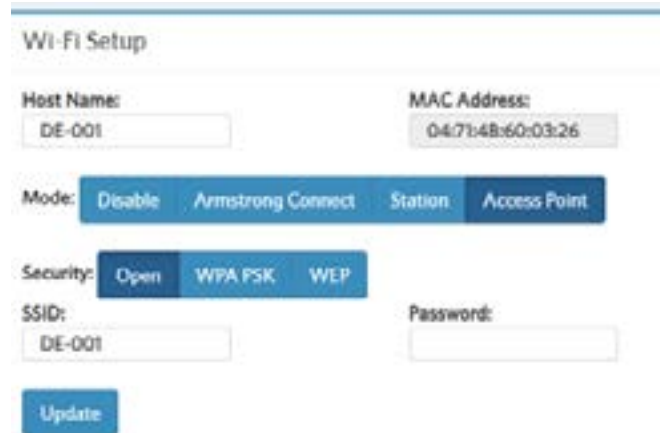 Wi-Fi Setup
Host Name: MAC Address:
DE-001 04:71:4B:60:03:26
Mode: Disable Armstrong Connect Station Access Point
Security: Open WPA PSK WEP
SSID: Password:
DE-001
Update